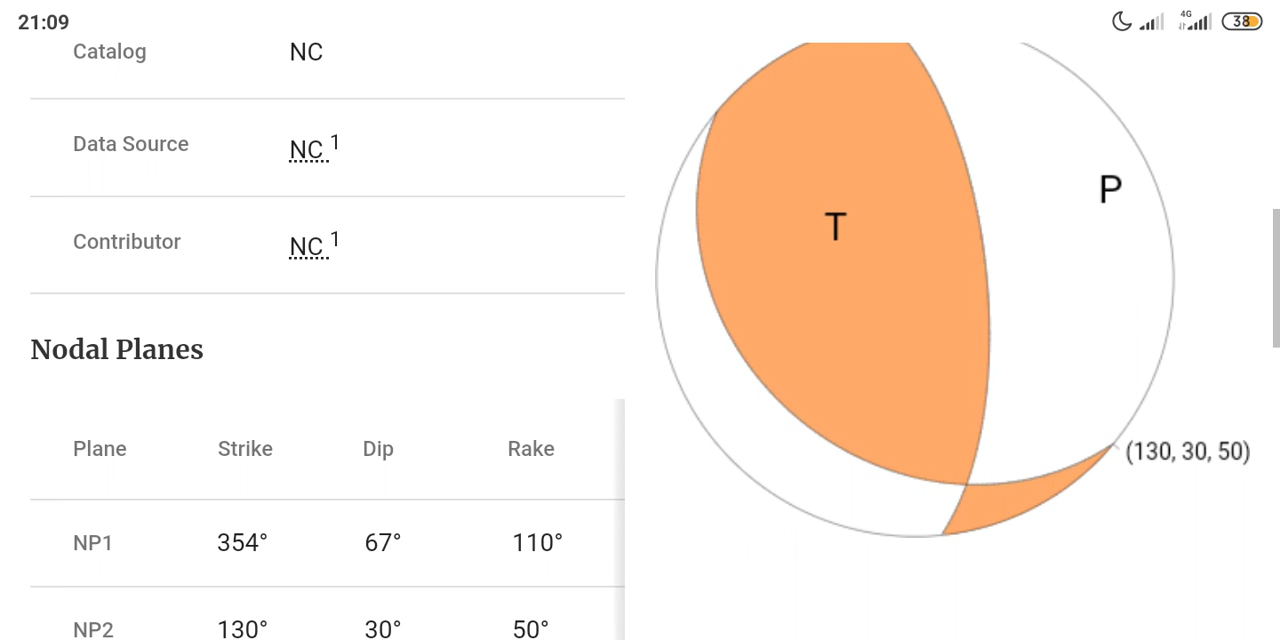 21:09
4G
38
Catalog NC
Data Source NC 1
Contributor NC 1
Nodal Planes
Plane Strike Dip Rake
NP1 354° 67° 110°
NP2 130° 30° 50°
P
T
(130, 30, 50)